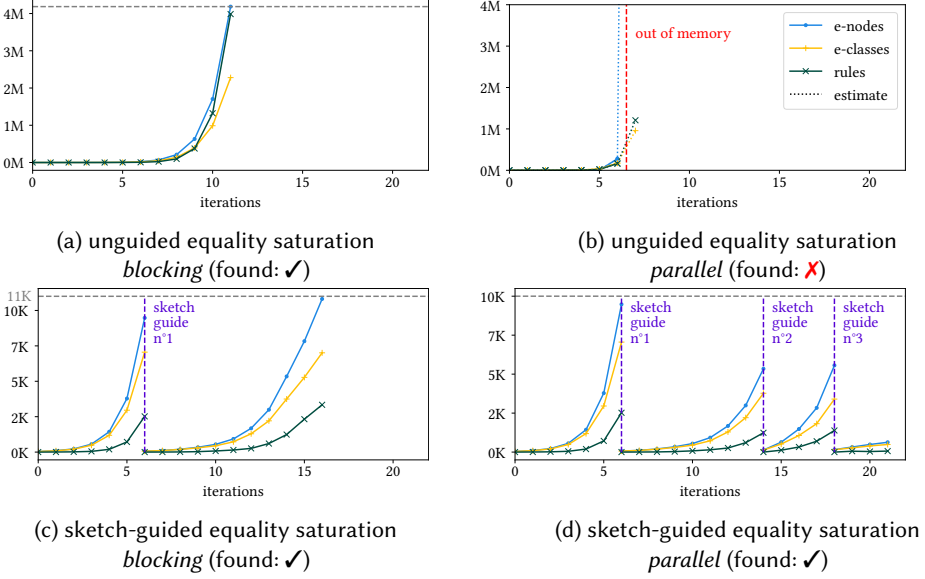 4M
3M
2M
1M
0M
0
5
10
15
20
iterations
(a) unguided equality saturation
blocking (found: ✓)
4M
3M
2M
1M
0M
out of memory
e-nodes
e-classes
rules
estimate
0
5
10
15
20
iterations
(b) unguided equality saturation
parallel (found: ✗)
11K
10K
7K
5K
2K
0K
sketch
guide
n°1
0
5
10
15
20
iterations
(c) sketch-guided equality saturation
blocking (found: ✓)
10K
7K
5K
2K
0K
sketch
guide
n°1
sketch
guide
n°2
sketch
guide
n°3
0
5
10
15
20
iterations
(d) sketch-guided equality saturation
parallel (found: ✓)